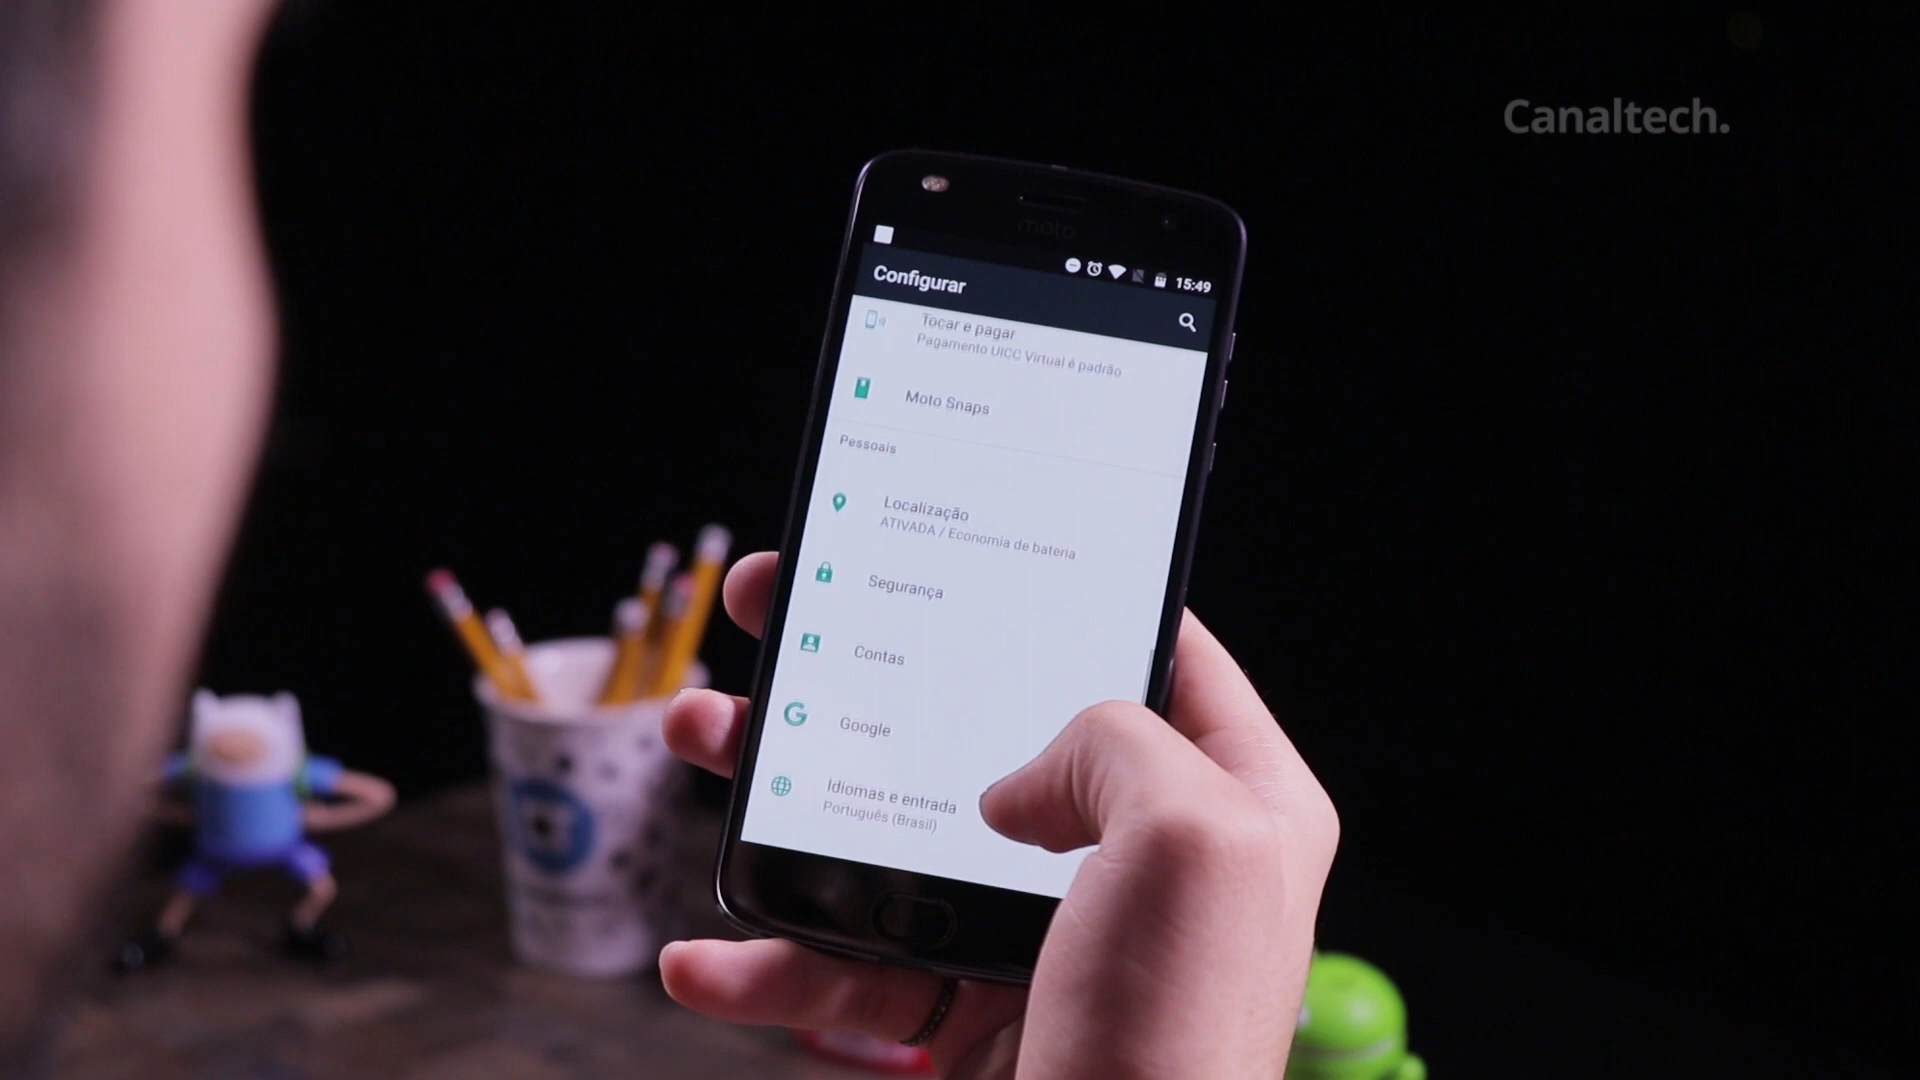 Canaltech.
moto
15:49
Configurar
Tocar e pagar
Pagamento UICC Virtual é padrão
Moto Snaps
Pessoais
Localização
ATIVADA / Economia de bateria
Segurança
Contas
Google
Idiomas e entrada
Português (Brasil)